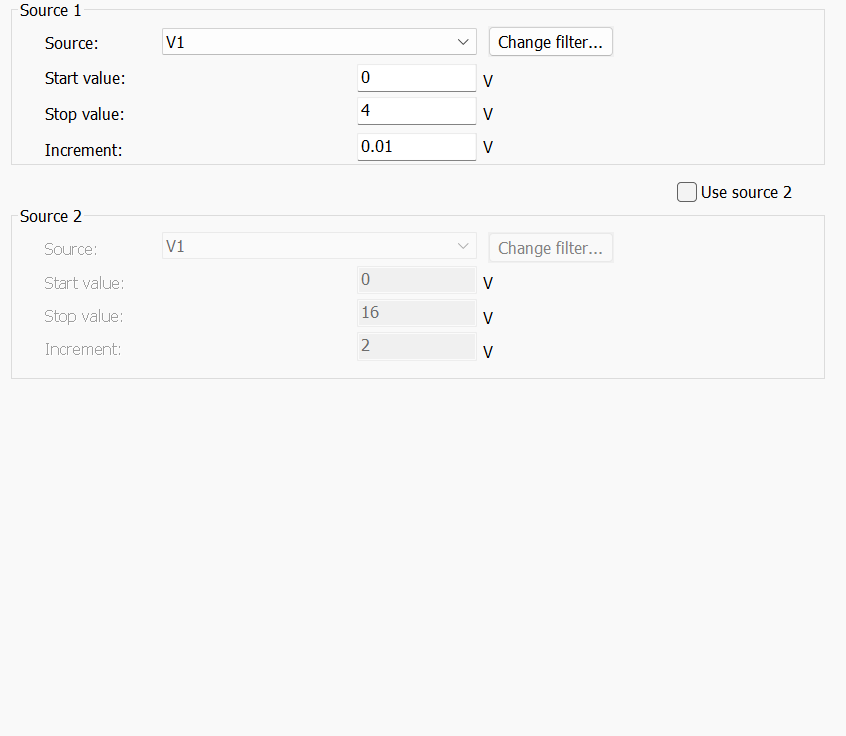 Source 1
Source: V1 Change filter...
Start value: 0 V
Stop value: 4 V
Increment: 0.01 V
Use source 2
Source 2
Source: V1 Change filter...
Start value: 0 V
Stop value: 16 V
Increment: 2 V